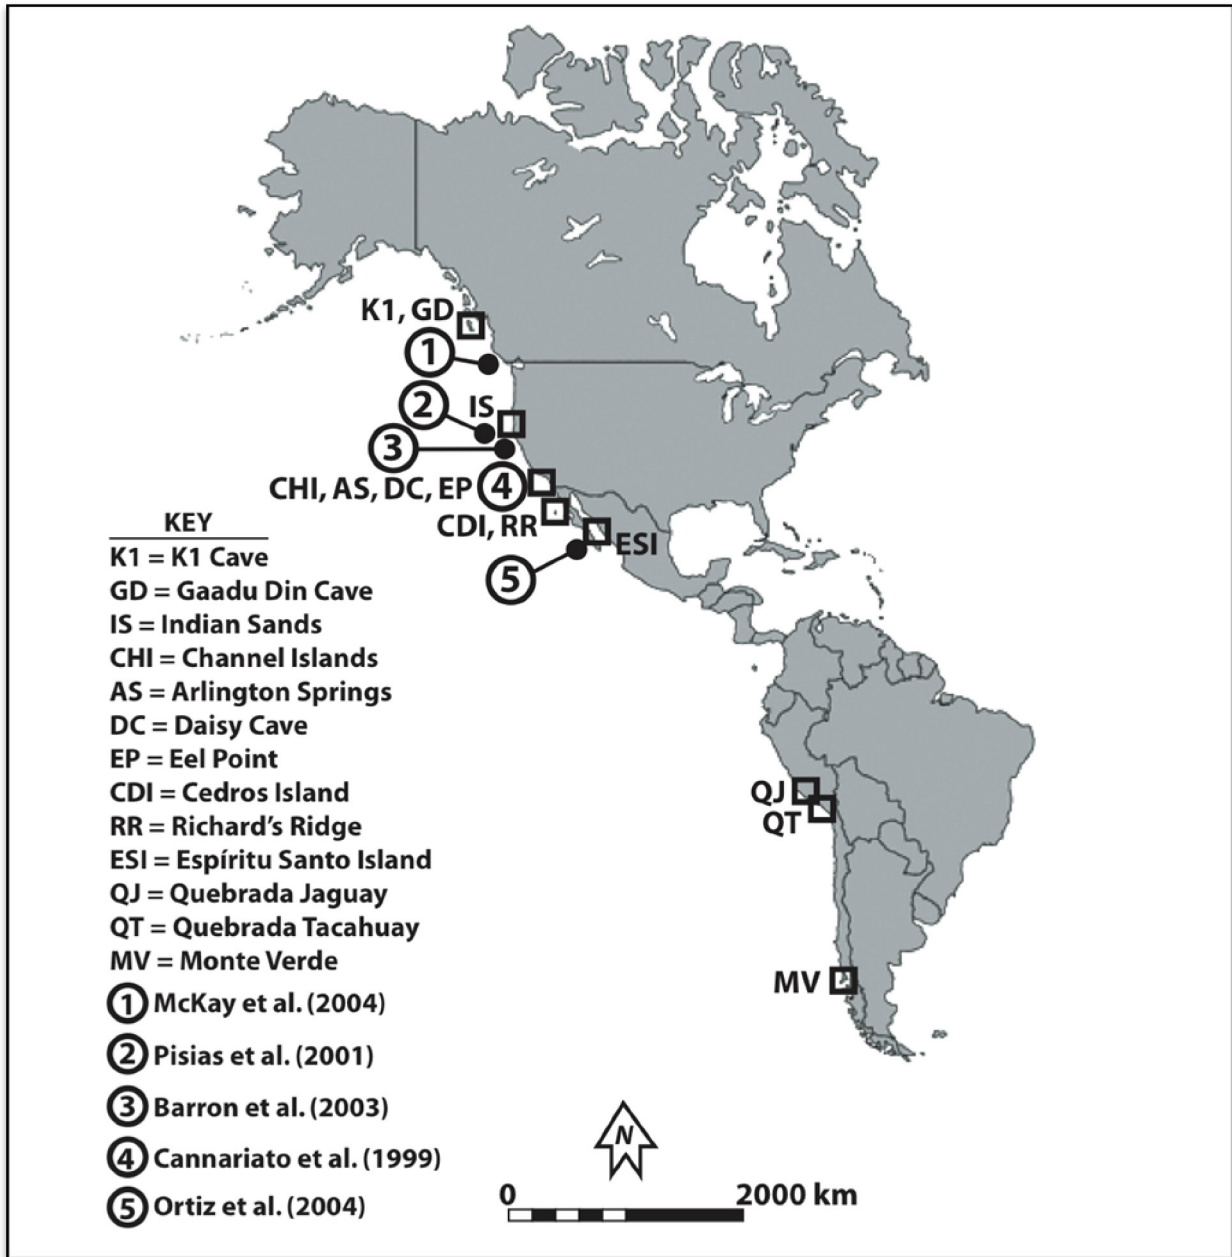 K1, GD
1
2
IS
3
CHI, AS, DC, EP
4
CDI, RR
ESI
5
KEY
K1 = K1 Cave
GD = Gaadu Din Cave
IS = Indian Sands
CHI = Channel Islands
AS = Arlington Springs
DC = Daisy Cave
EP = Eel Point
CDI = Cedros Island
RR = Richard's Ridge
ESI = Espíritu Santo Island
QJ = Quebrada Jaguay
QT = Quebrada Tacahuay
MV = Monte Verde
1 McKay et al. (2004)
2 Pisias et al. (2001)
3 Barron et al. (2003)
4 Cannariato et al. (1999)
5 Ortiz et al. (2004)
QJ
QT
MV
N
0 2000 km